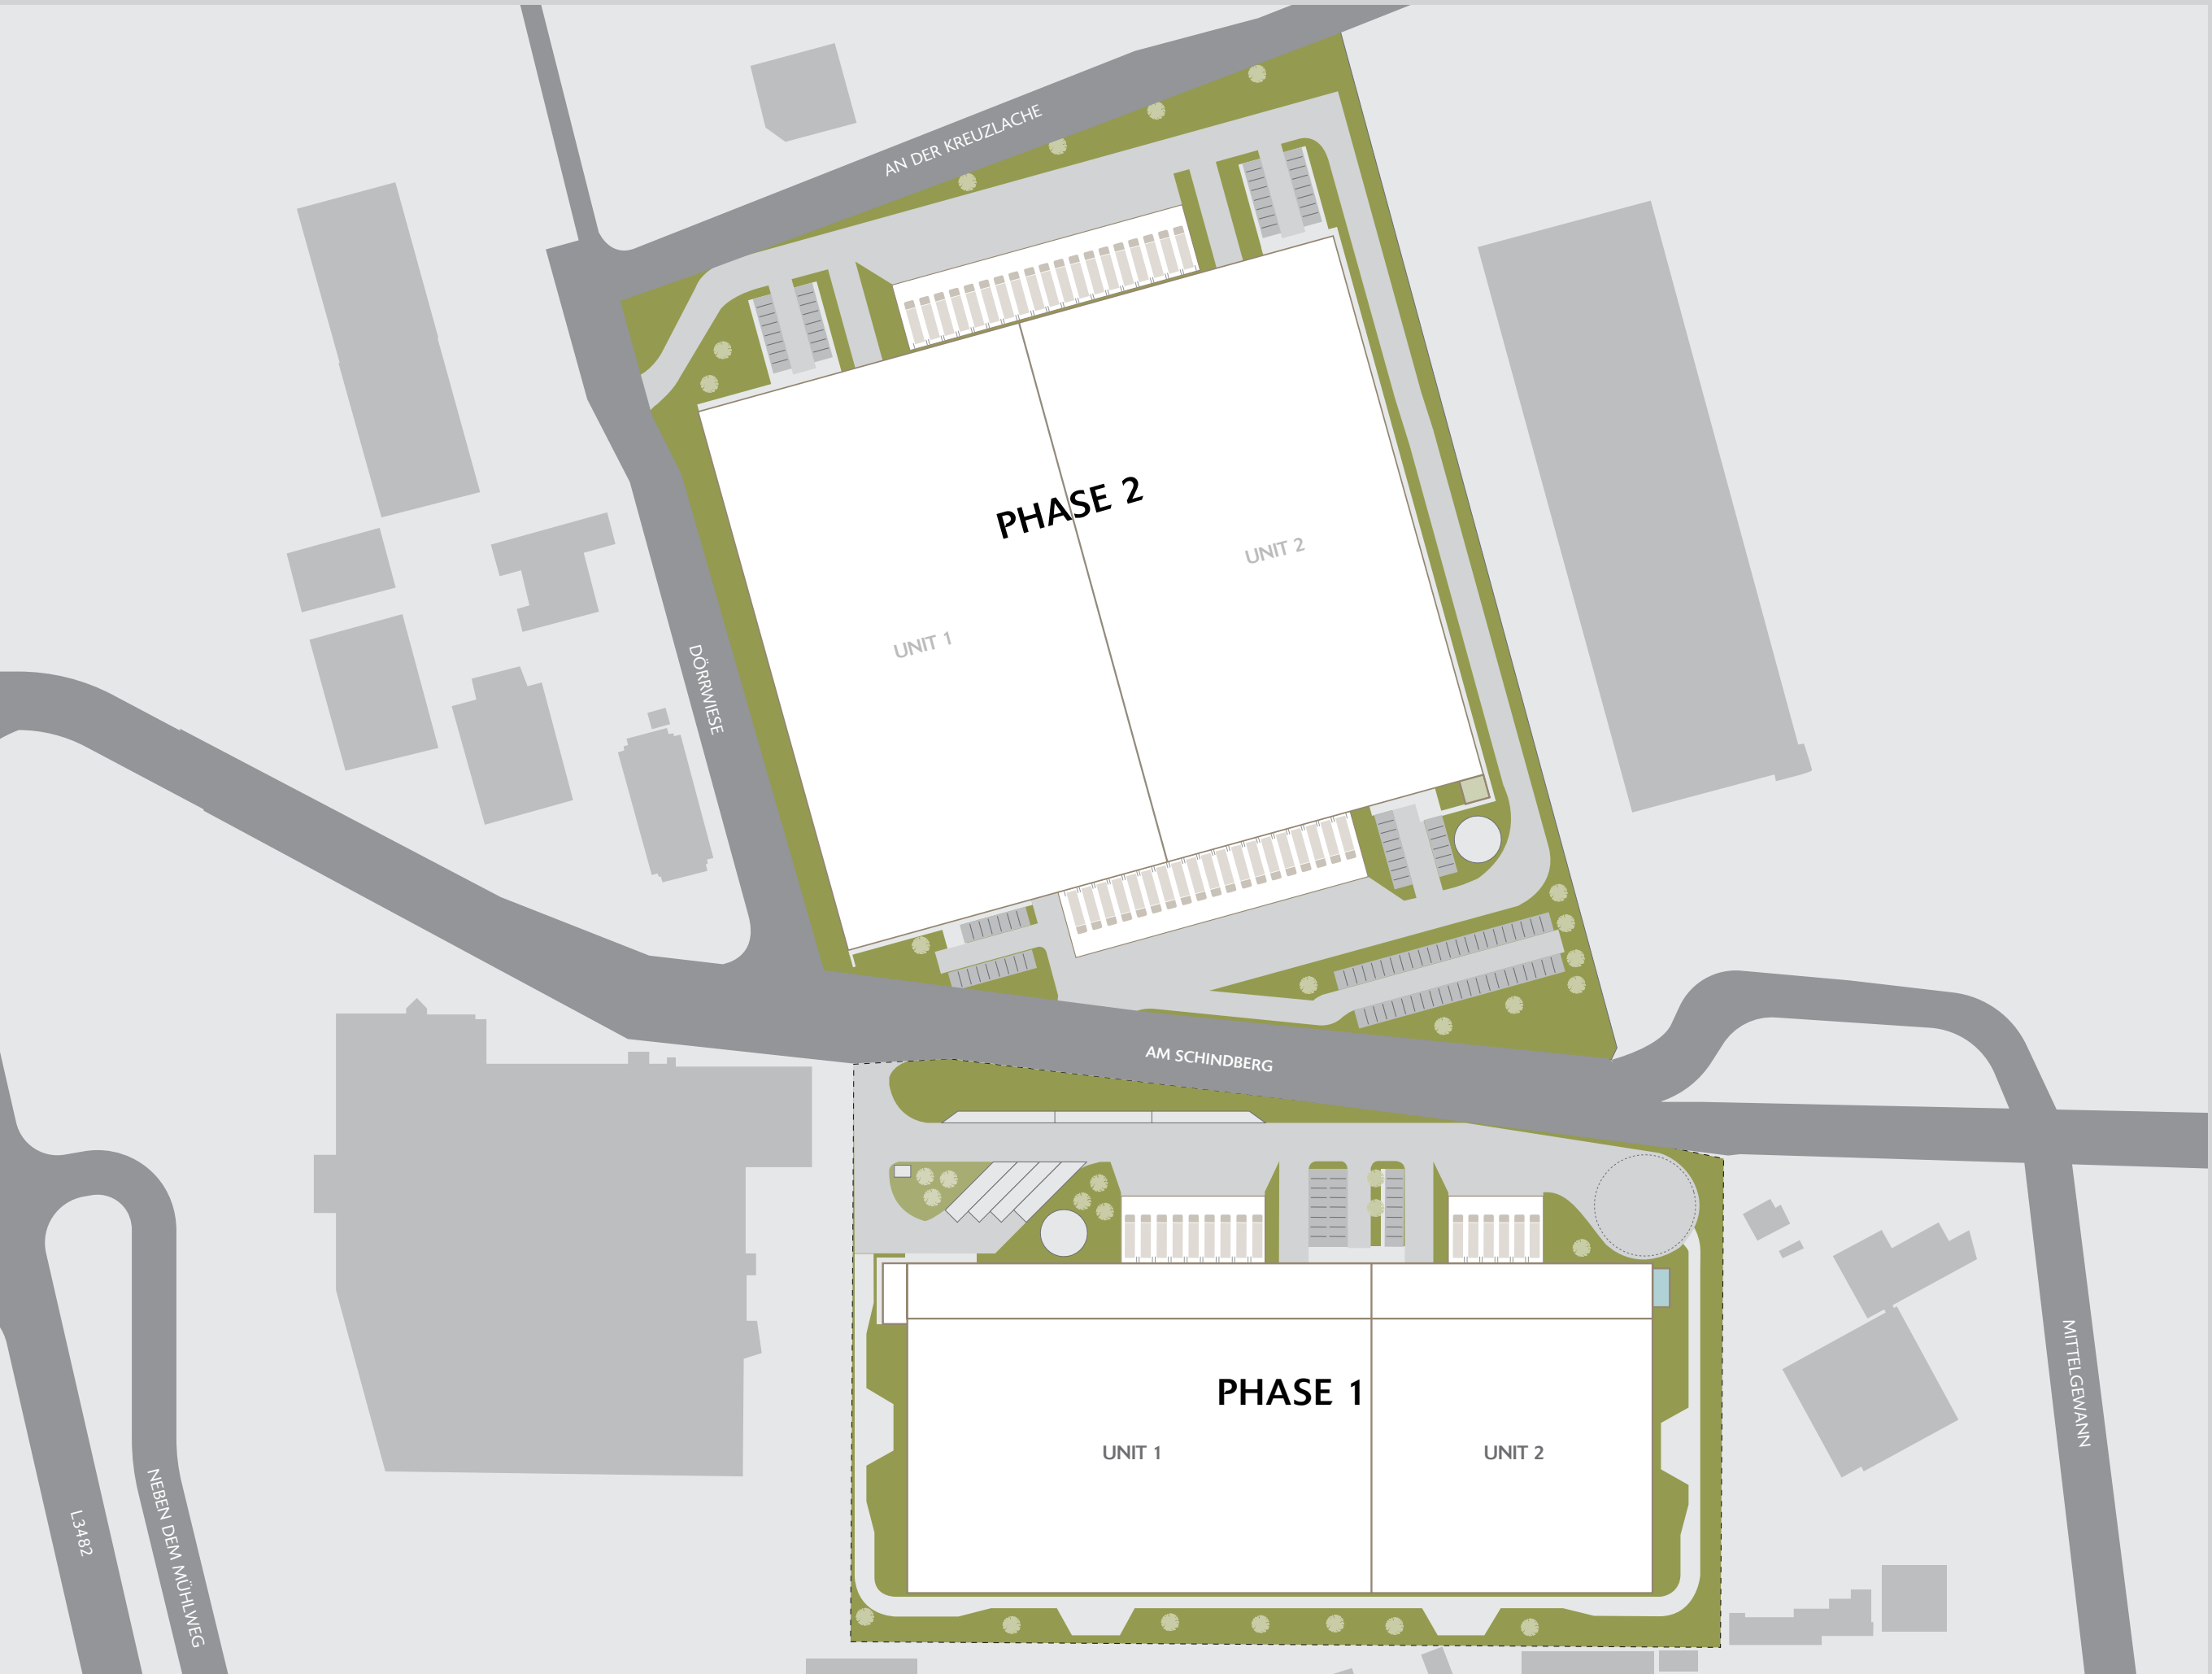 AN DER KREUZLACHE
PHASE 2
UNIT 2
UNIT 1
DÖRRWIESE
AM SCHINDBERG
PHASE 1
UNIT 1
UNIT 2
MITTELGEWANN
NEBEN DEM MÜHLWEG
L3482